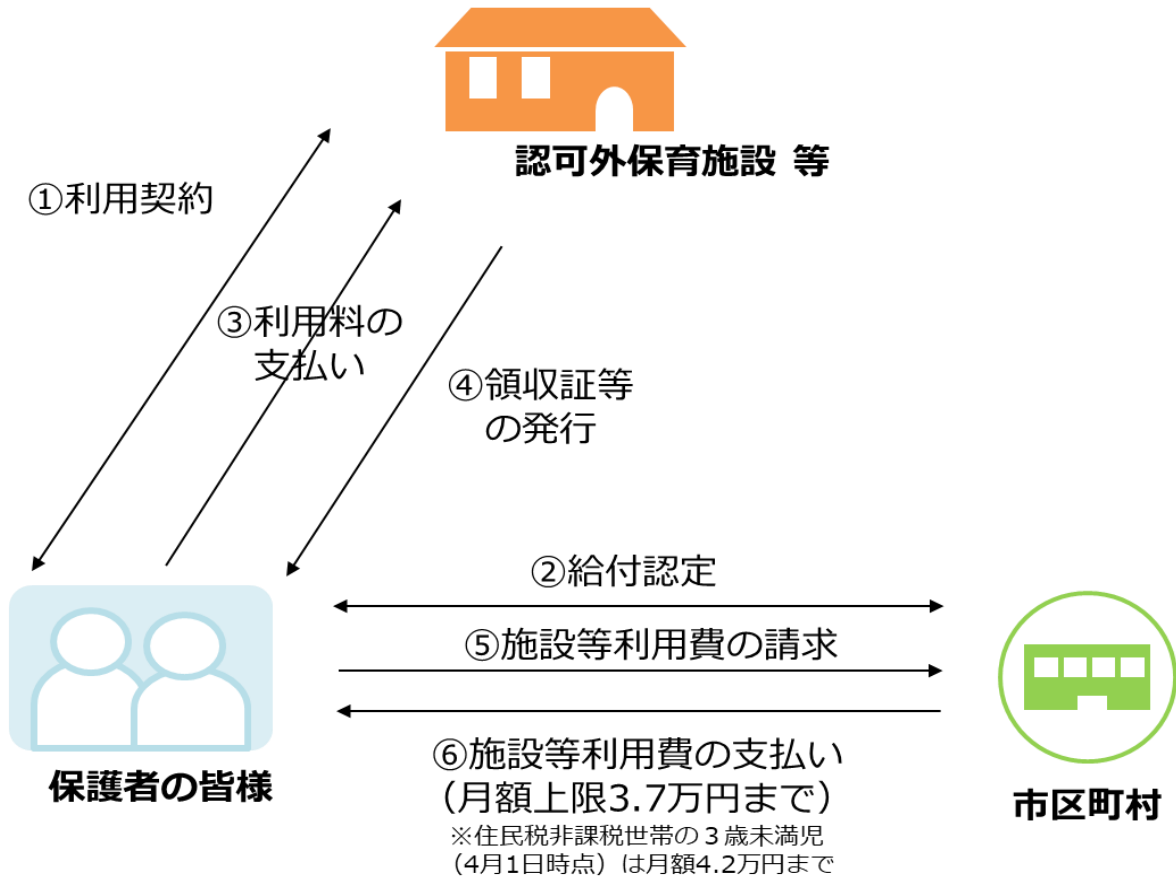 認可外保育施設 等
①利用契約
③利用料の
支払い
④領収証等
の発行
②給付認定
⑤施設等利用費の請求
⑥施設等利用費の支払い
（月額上限3.7万円まで）
※住民税非課税世帯の３歳未満児
（4月1日時点）は月額4.2万円まで
保護者の皆様
市区町村